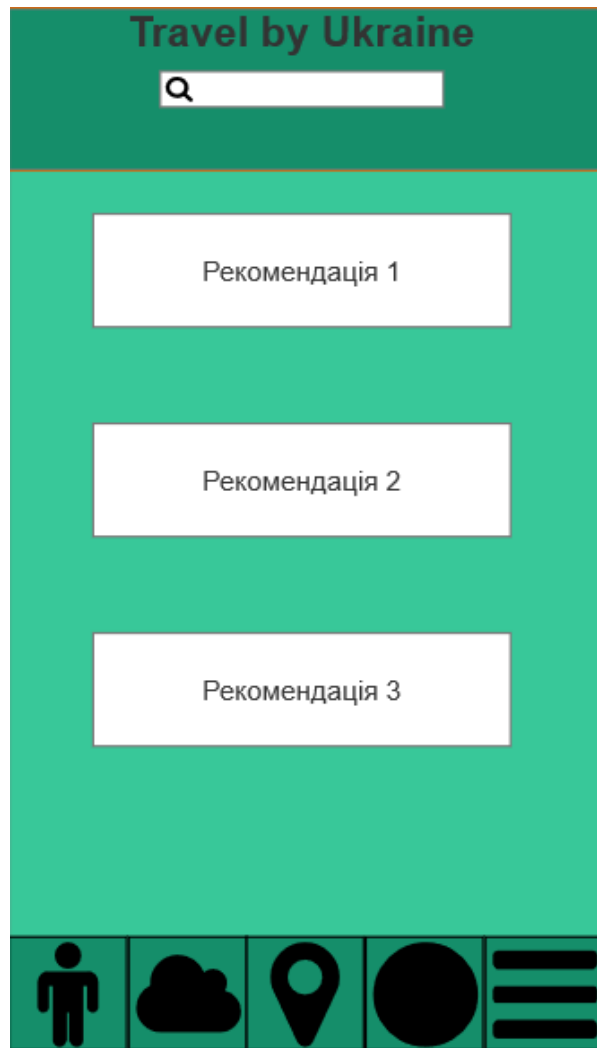 Travel by Ukraine
Рекомендація 1
Рекомендація 2
Рекомендація 3